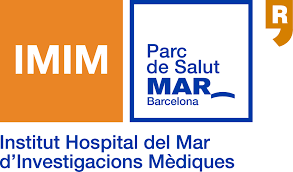 IMIM
Parc
de Salut
MAR
Barcelona
R
Institut Hospital del Mar
d'Investigacions Mèdiques